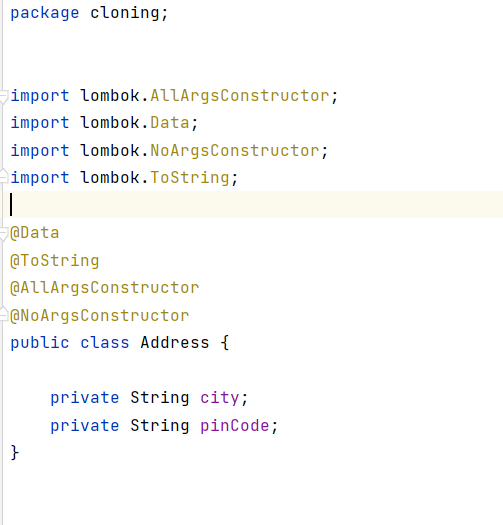 package cloning;
import lombok.AllArgsConstructor;
import lombok.Data;
import lombok.NoArgsConstructor;
import lombok.ToString;
@Data
@ToString
@AllArgsConstructor
@NoArgsConstructor
public class Address {
    private String city;
    private String pinCode;
}